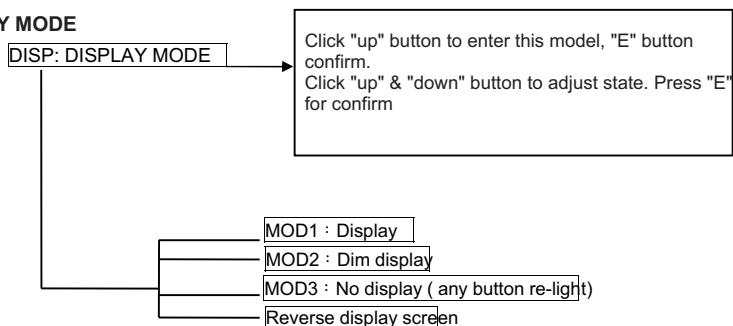 Y MODE
DISP: DISPLAY MODE
Click "up" button to enter this model, "E" button
confirm.
Click "up" & "down" button to adjust state. Press "E"
for confirm
MOD1：Display
MOD2：Dim display
MOD3：No display ( any button re-light)
Reverse display screen